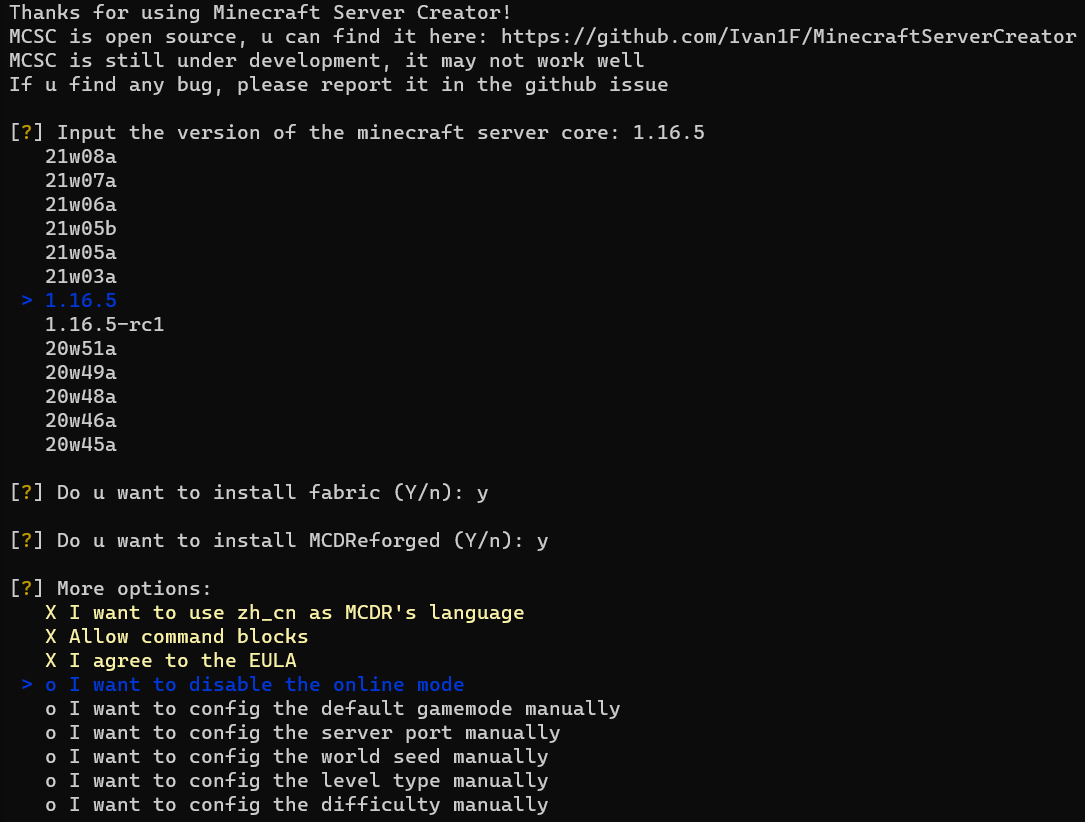 Thanks for using Minecraft Server Creator!
MCSC is open source, u can find it here: https://github.com/Ivan1F/MinecraftServerCreator
MCSC is still under development, it may not work well
If u find any bug, please report it in the github issue
[?] Input the version of the minecraft server core: 1.16.5
21w08a
21w07a
21w06a
21w05b
21w05a
21w03a
> 1.16.5
1.16.5-rc1
20w51a
20w49a
20w48a
20w46a
20w45a
[?] Do u want to install fabric (Y/n): y
[?] Do u want to install MCDReforged (Y/n): y
[?] More options:
X I want to use zh_cn as MCDR's language
X Allow command blocks
X I agree to the EULA
> o I want to disable the online mode
o I want to config the default gamemode manually
o I want to config the server port manually
o I want to config the world seed manually
o I want to config the level type manually
o I want to config the difficulty manually